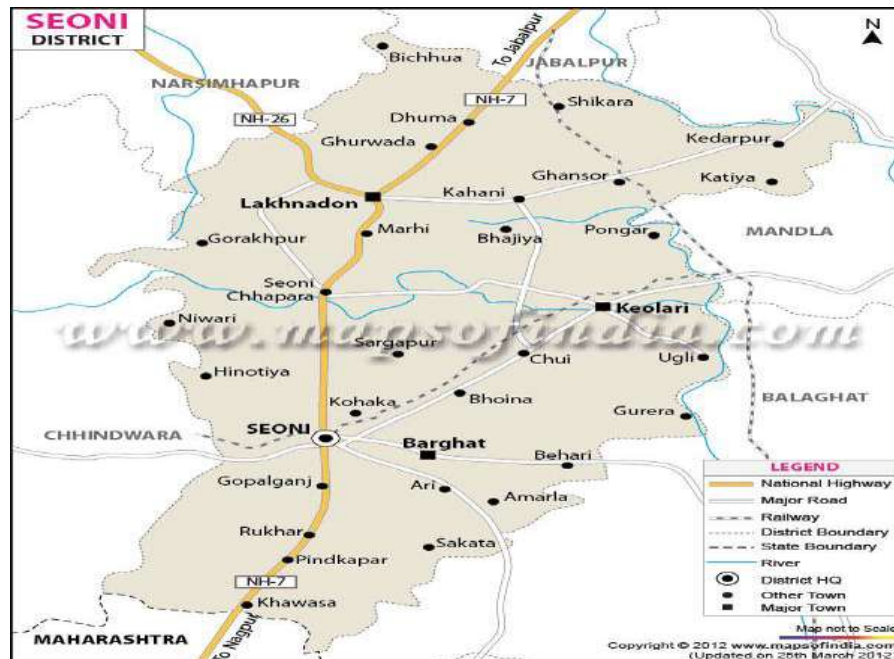 SEONI
DISTRICT
N
To Jabalpur
JABALPUR
NARSIMHAPUR
Bichhua
NH-7
Shikara
NH-26
Dhuma
Ghurwada
Kedarpur
Ghansor
Katiya
Lakhnadon
Kahani
Marhi
Bhajiya
Pongar
MANDLA
Gorakhpur
Seoni
Chhapara
Keolari
Niwari
www.mapsofindia.com
Sargapur
Chui
Ugli
Hinotiya
Bhoina
Kohaka
BALAGHAT
Gurera
CHHINDWARA
SEONI
Barghat
Behari
Gopalganj
Ari
Amarla
Rukhar
Sakata
Pindkapar
NH-7
Khawasa
To Nagpur
MAHARASHTRA
LEGEND
National Highway
Major Road
Railway
District Boundary
State Boundary
River
District HQ
Other Town
Major Town
Map not to Scale
Copyright © 2012 www.mapsofindia.com
(Updated on 25th March 2012)